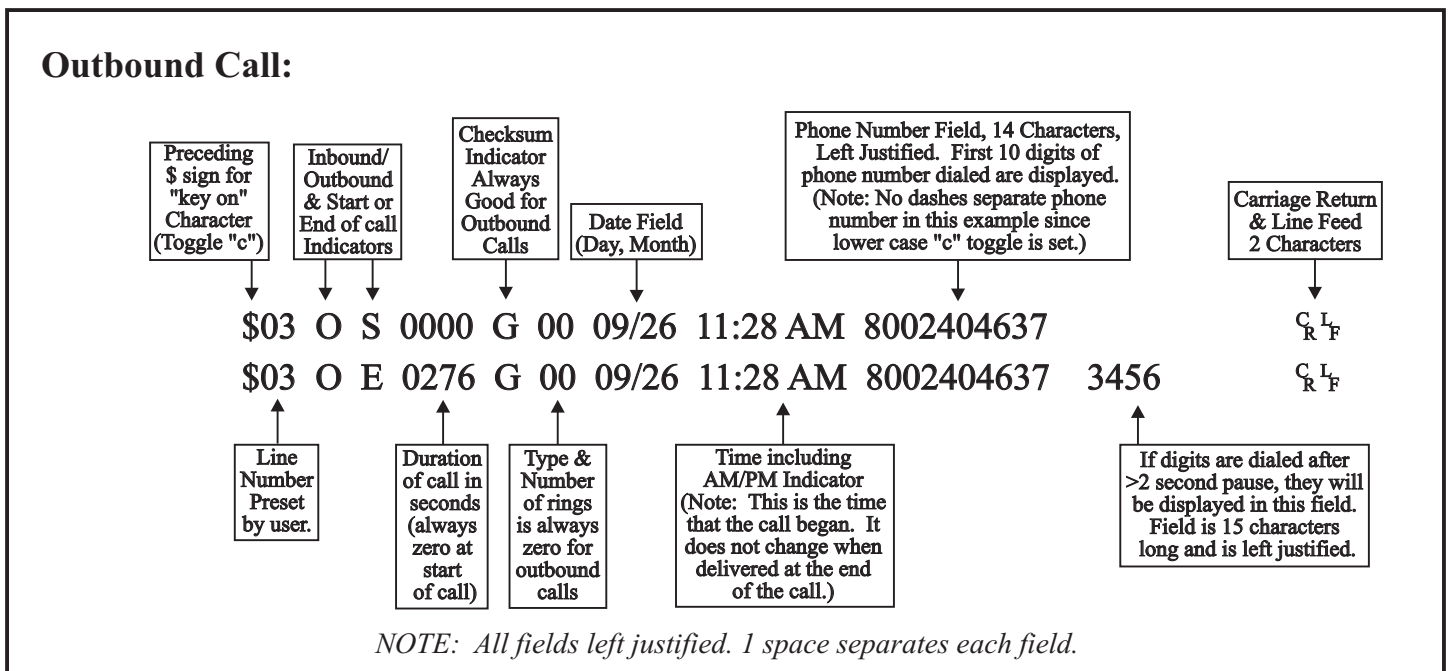 Outbound Call:
Preceding
$ sign for
"key on"
Character
(Toggle "c")
Inbound/
Outbound
& Start or
End of call
Indicators
Checksum
Indicator
Always
Good for
Outbound
Calls
Date Field
(Day, Month)
Phone Number Field, 14 Characters,
Left Justified. First 10 digits of
phone number dialed are displayed.
(Note: No dashes separate phone
number in this example since
lower case "c" toggle is set.)
Carriage Return
& Line Feed
2 Characters
$03 O S 0000 G 00 09/26 11:28 AM 8002404637 CR LF
$03 O E 0276 G 00 09/26 11:28 AM 8002404637 3456 CR LF
Line
Number
Preset
by user.
Duration
of call in
seconds
(always
zero at
start
of call)
Type &
Number
of rings
is always
zero for
outbound
calls
Time including
AM/PM Indicator
(Note: This is the time
that the call began. It
does not change when
delivered at the end
of the call.)
If digits are dialed after
>2 second pause, they will
be displayed in this field.
Field is 15 characters
long and is left justified.
NOTE: All fields left justified. 1 space separates each field.